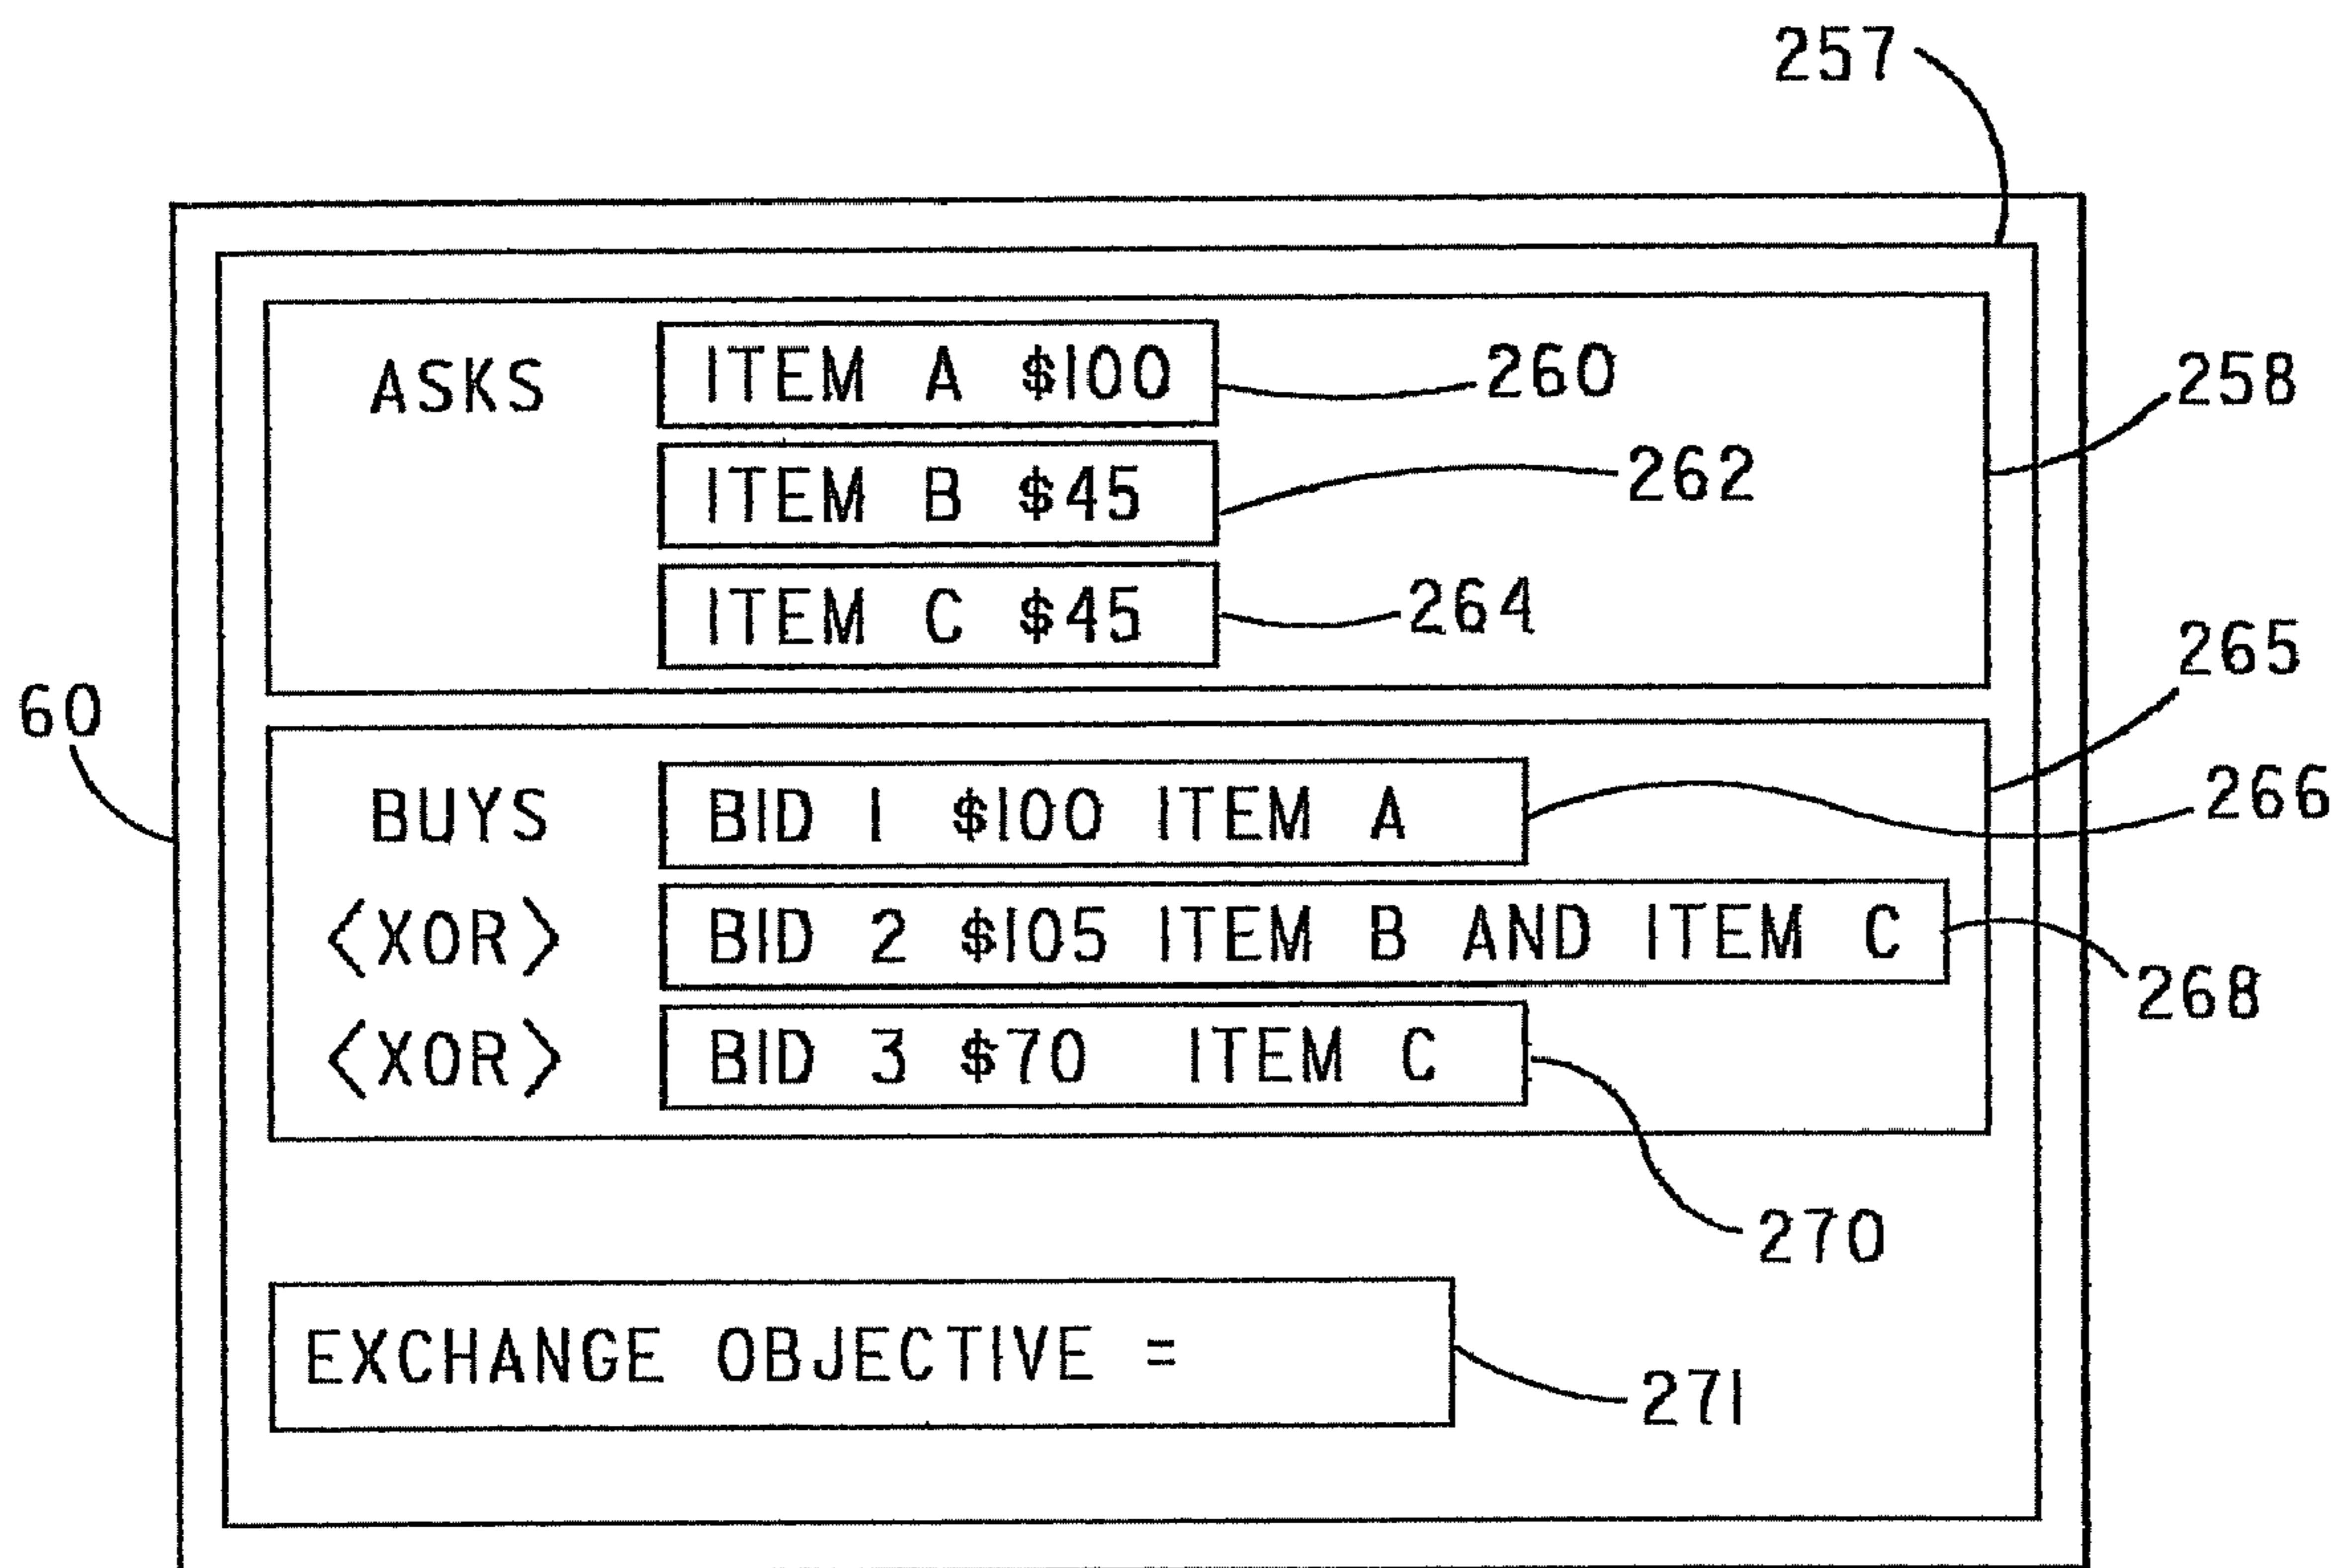 257
ASKS ITEM A $100 260
258
ITEM B $45 262
ITEM C $45 264
265
60
BUYS BID 1 $100 ITEM A 266
<XOR> BID 2 $105 ITEM B AND ITEM C
268
<XOR> BID 3 $70 ITEM C
270
EXCHANGE OBJECTIVE =
271